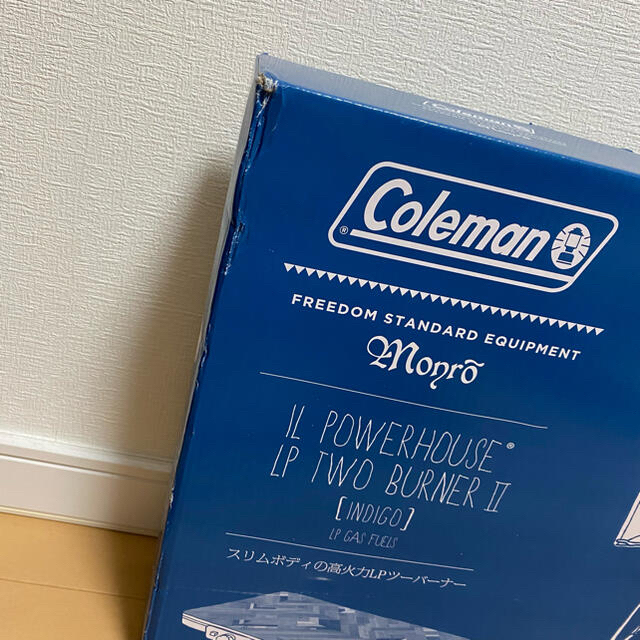 Coleman
®
FREEDOM STANDARD EQUIPMENT
Monrō
IL POWERHOUSE®
LP TWO BURNER II
[INDIGO]
LP GAS FUELS
スリムボディの高火力LPツーバーナー